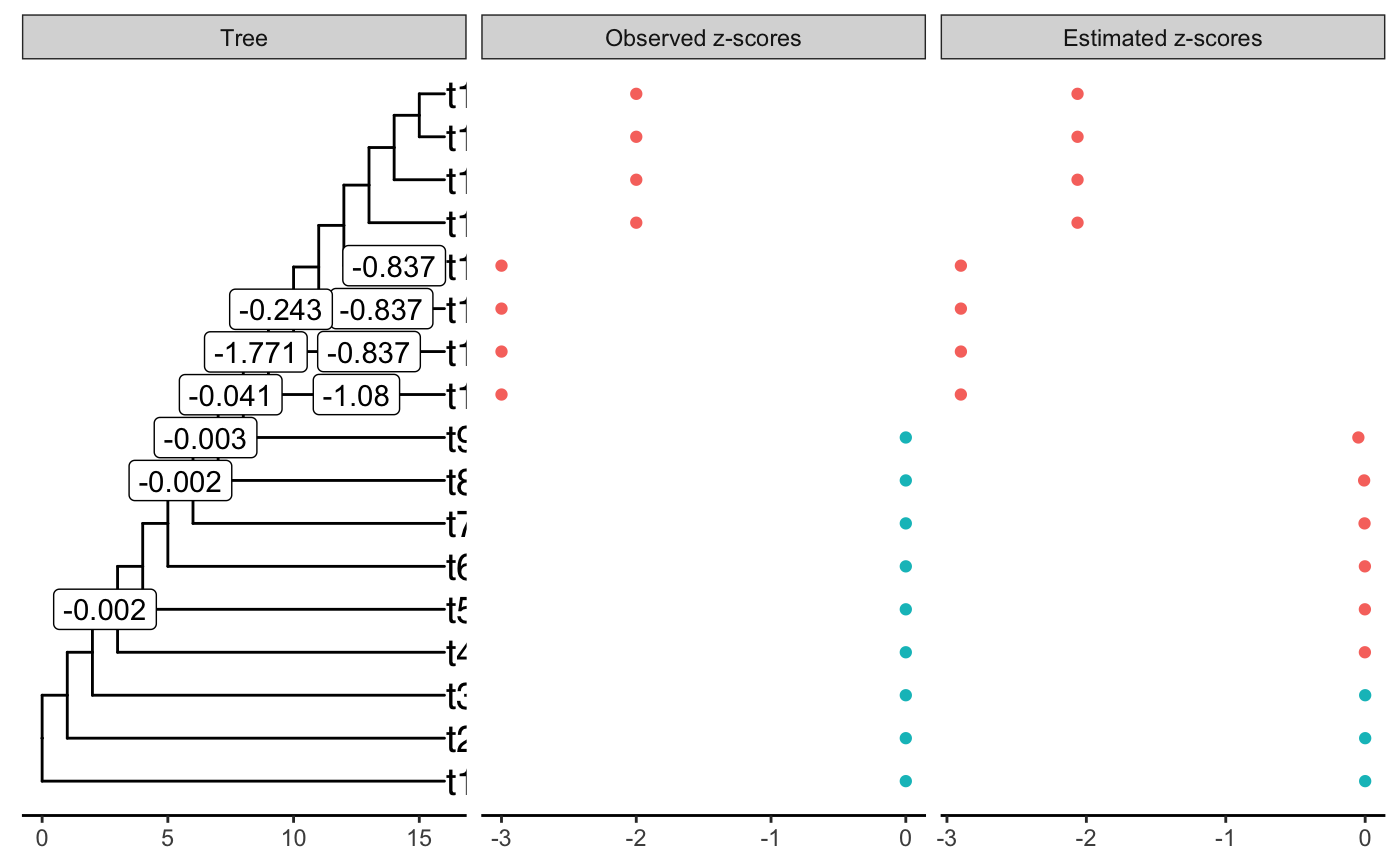 Tree Observed z-scores Estimated z-scores
t1
t1
t1
t1
-0.837 t1
-0.243 -0.837 t1
-1.771 -0.837 t1
-0.041 -1.08 t1
-0.003 t9
-0.002 t8
t7
t6
-0.002 t5
t4
t3
t2
t1
0 5 10 15 -3 -2 -1 0 -3 -2 -1 0